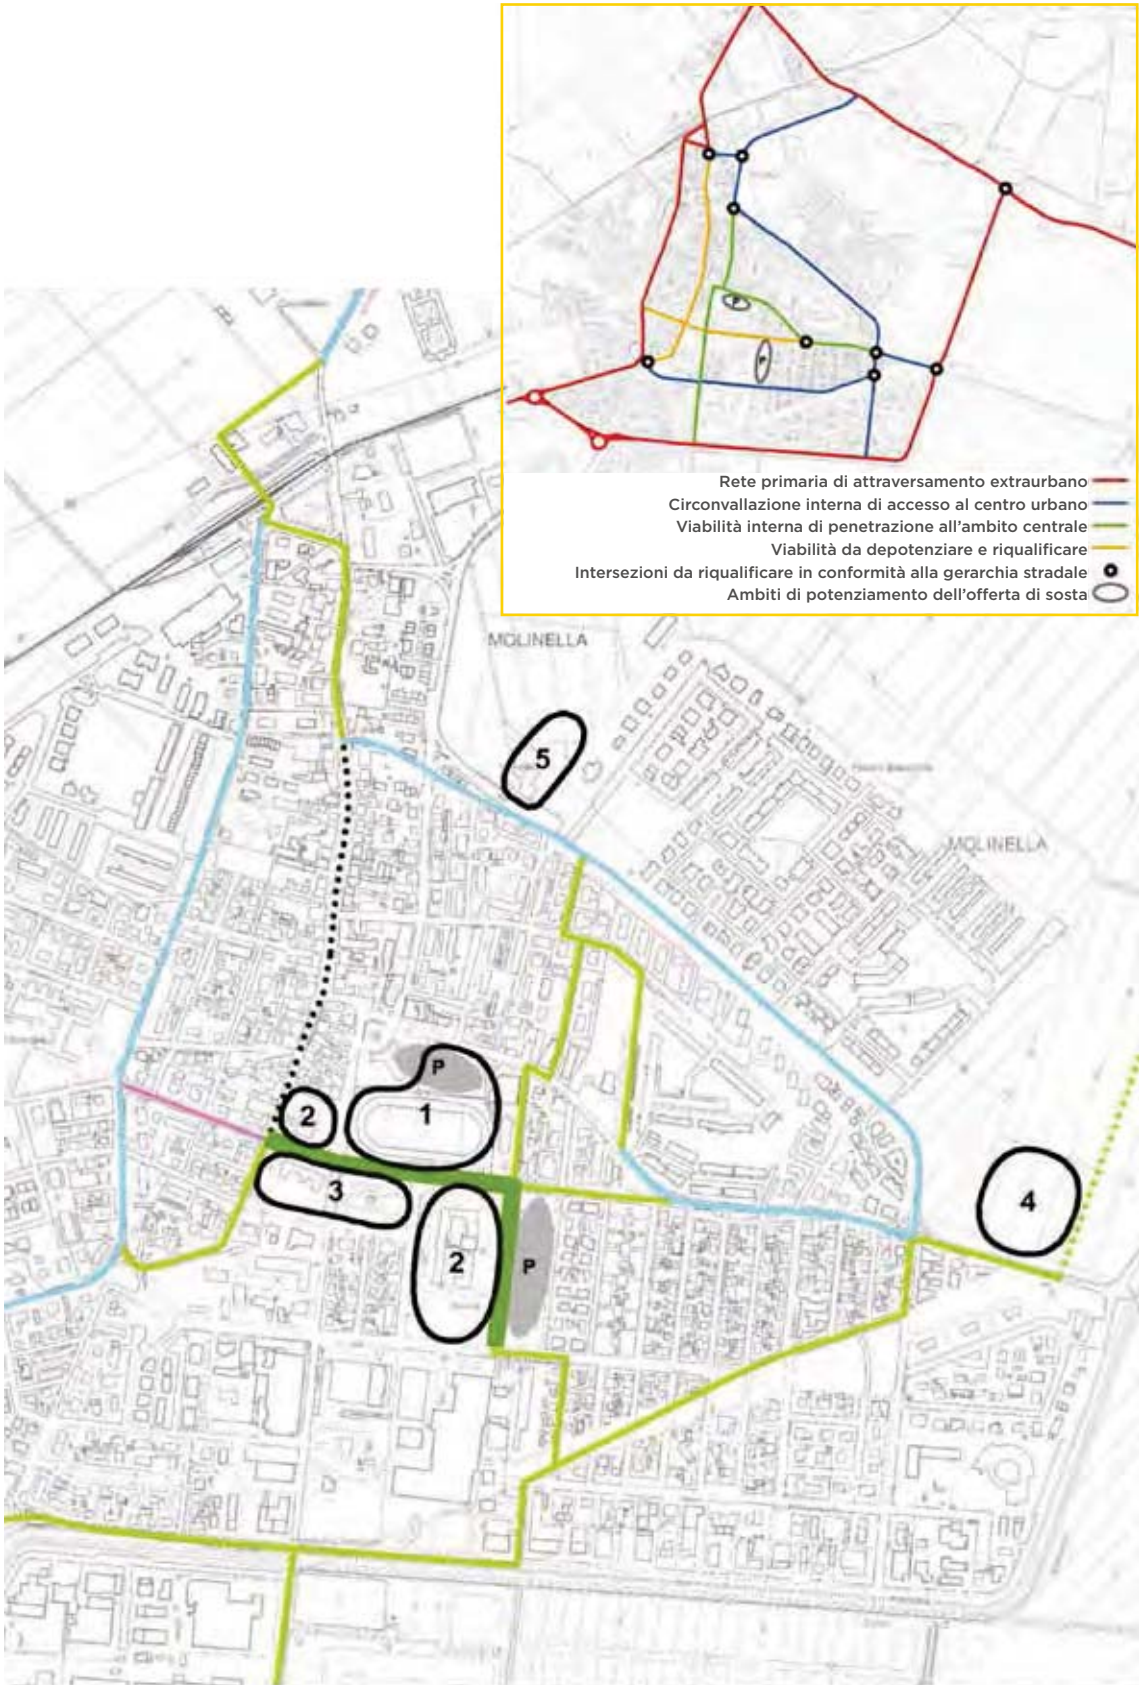 P
P
Rete primaria di attraversamento extraurbano
Circonvallazione interna di accesso al centro urbano
Viabilità interna di penetrazione all'ambito centrale
Viabilità da depotenziare e riqualificare
Intersezioni da riqualificare in conformità alla gerarchia stradale
Ambiti di potenziamento dell'offerta di sosta
MOLINELLA
5
MOLINELLA
P
2
1
3
4
2
P